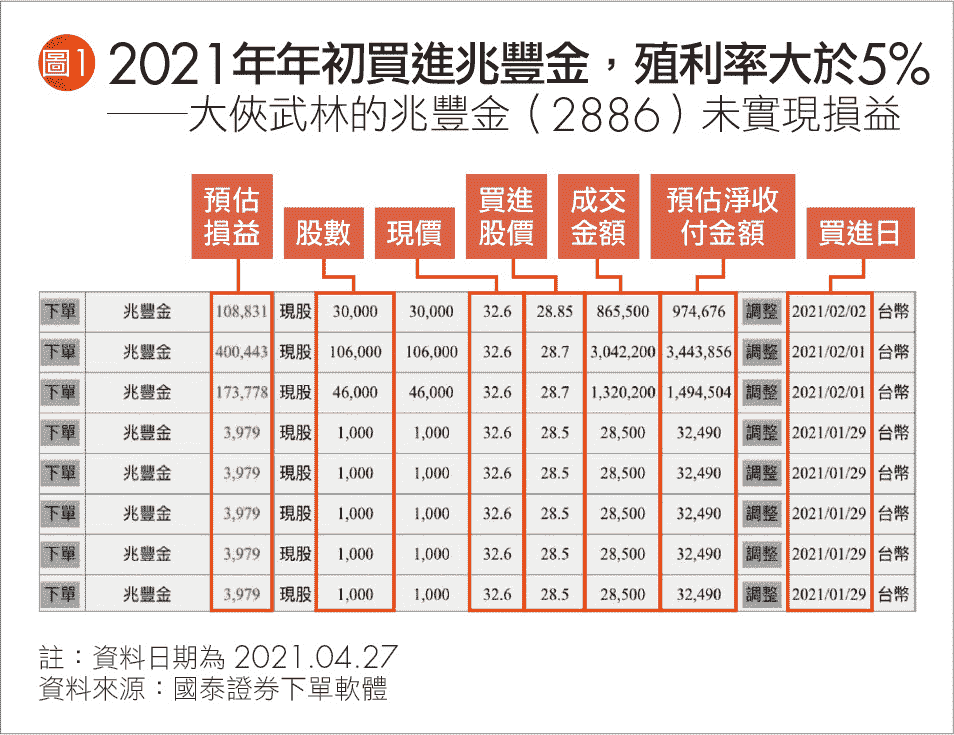 圖1 2021年年初買進兆豐金，殖利率大於5%
——大俠武林的兆豐金（2886）未實現損益
預估損益 股數 現價 買進股價 成交金額 預估淨收付金額 買進日
下單 兆豐金 108,831 現股 30,000 30,000 32.6 28.85 865,500 974,676 調整 2021/02/02 台幣
下單 兆豐金 400,443 現股 106,000 106,000 32.6 28.7 3,042,200 3,443,856 調整 2021/02/01 台幣
下單 兆豐金 173,778 現股 46,000 46,000 32.6 28.7 1,320,200 1,494,504 調整 2021/02/01 台幣
下單 兆豐金 3,979 現股 1,000 1,000 32.6 28.5 28,500 32,490 調整 2021/01/29 台幣
下單 兆豐金 3,979 現股 1,000 1,000 32.6 28.5 28,500 32,490 調整 2021/01/29 台幣
下單 兆豐金 3,979 現股 1,000 1,000 32.6 28.5 28,500 32,490 調整 2021/01/29 台幣
下單 兆豐金 3,979 現股 1,000 1,000 32.6 28.5 28,500 32,490 調整 2021/01/29 台幣
下單 兆豐金 3,979 現股 1,000 1,000 32.6 28.5 28,500 32,490 調整 2021/01/29 台幣
註：資料日期為 2021.04.27
資料來源：國泰證券下單軟體